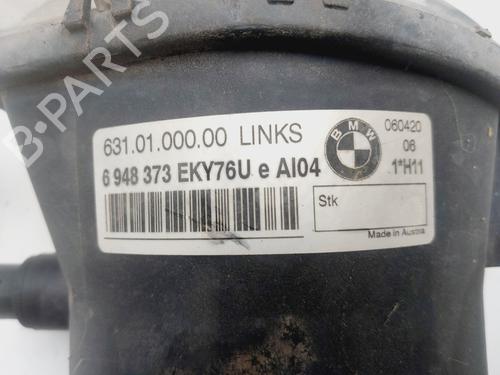 631.01.000.00 LINKS
6 948 373 EKY76U e AI04
BMW
060420
06
1*H11
Stk
Made in Austria
B-Parts